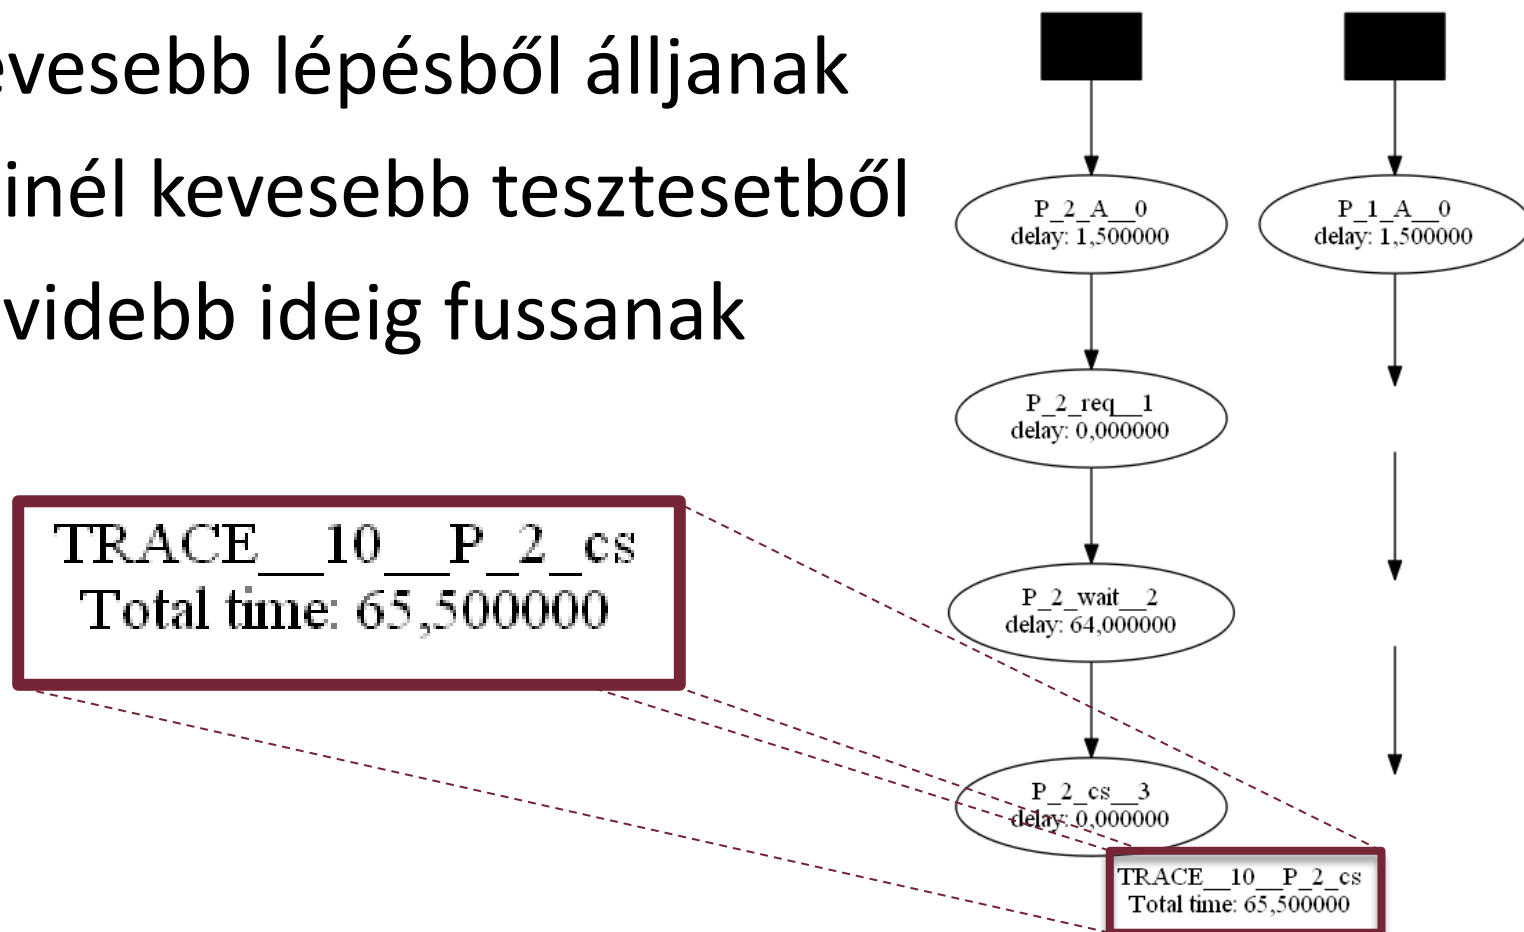 evesebb lépésből álljanak
inél kevesebb tesztesetből
videbb ideig fussanak
P_2_A__0
delay: 1,500000
P_1_A__0
delay: 1,500000
P_2_req__1
delay: 0,000000
P_2_wait__2
delay: 64,000000
P_2_cs__3
delay: 0,000000
TRACE__10__P_2_cs
Total time: 65,500000
TRACE__10__P_2_cs
Total time: 65,500000